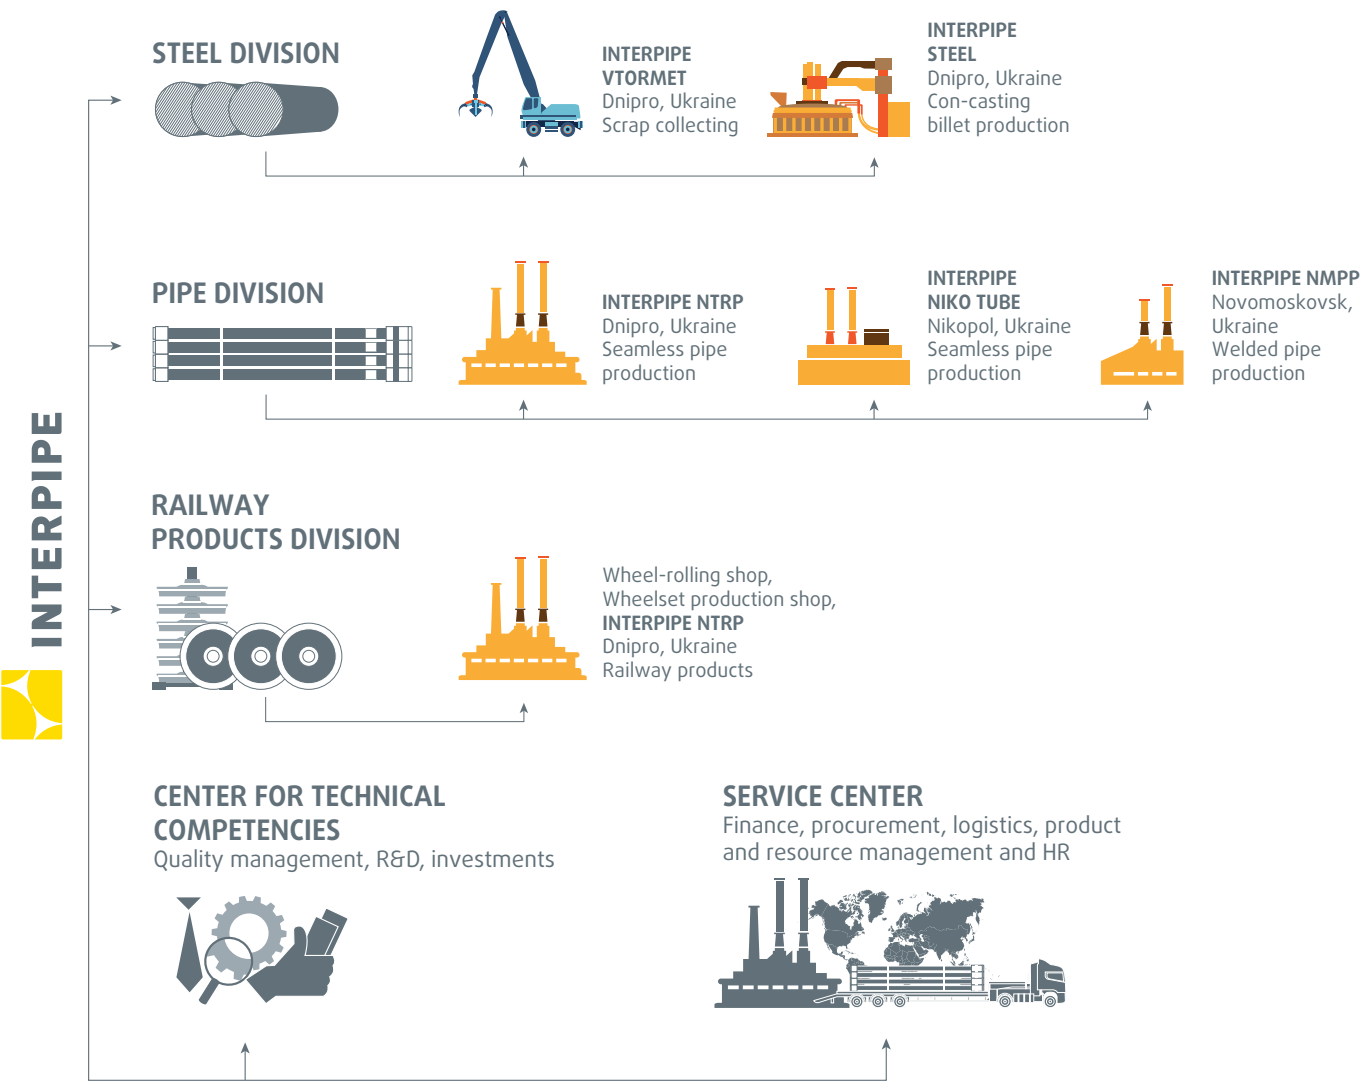 INTERPIPE
STEEL DIVISION
INTERPIPE
VTORMET
Dnipro, Ukraine
Scrap collecting
INTERPIPE
STEEL
Dnipro, Ukraine
Con-casting
billet production
PIPE DIVISION
INTERPIPE NTRP
Dnipro, Ukraine
Seamless pipe
production
INTERPIPE
NIKO TUBE
Nikopol, Ukraine
Seamless pipe
production
INTERPIPE NMPP
Novomoskovsk,
Ukraine
Welded pipe
production
RAILWAY
PRODUCTS DIVISION
Wheel-rolling shop,
Wheelset production shop,
INTERPIPE NTRP
Dnipro, Ukraine
Railway products
CENTER FOR TECHNICAL
COMPETENCIES
Quality management, R&D, investments
SERVICE CENTER
Finance, procurement, logistics, product
and resource management and HR